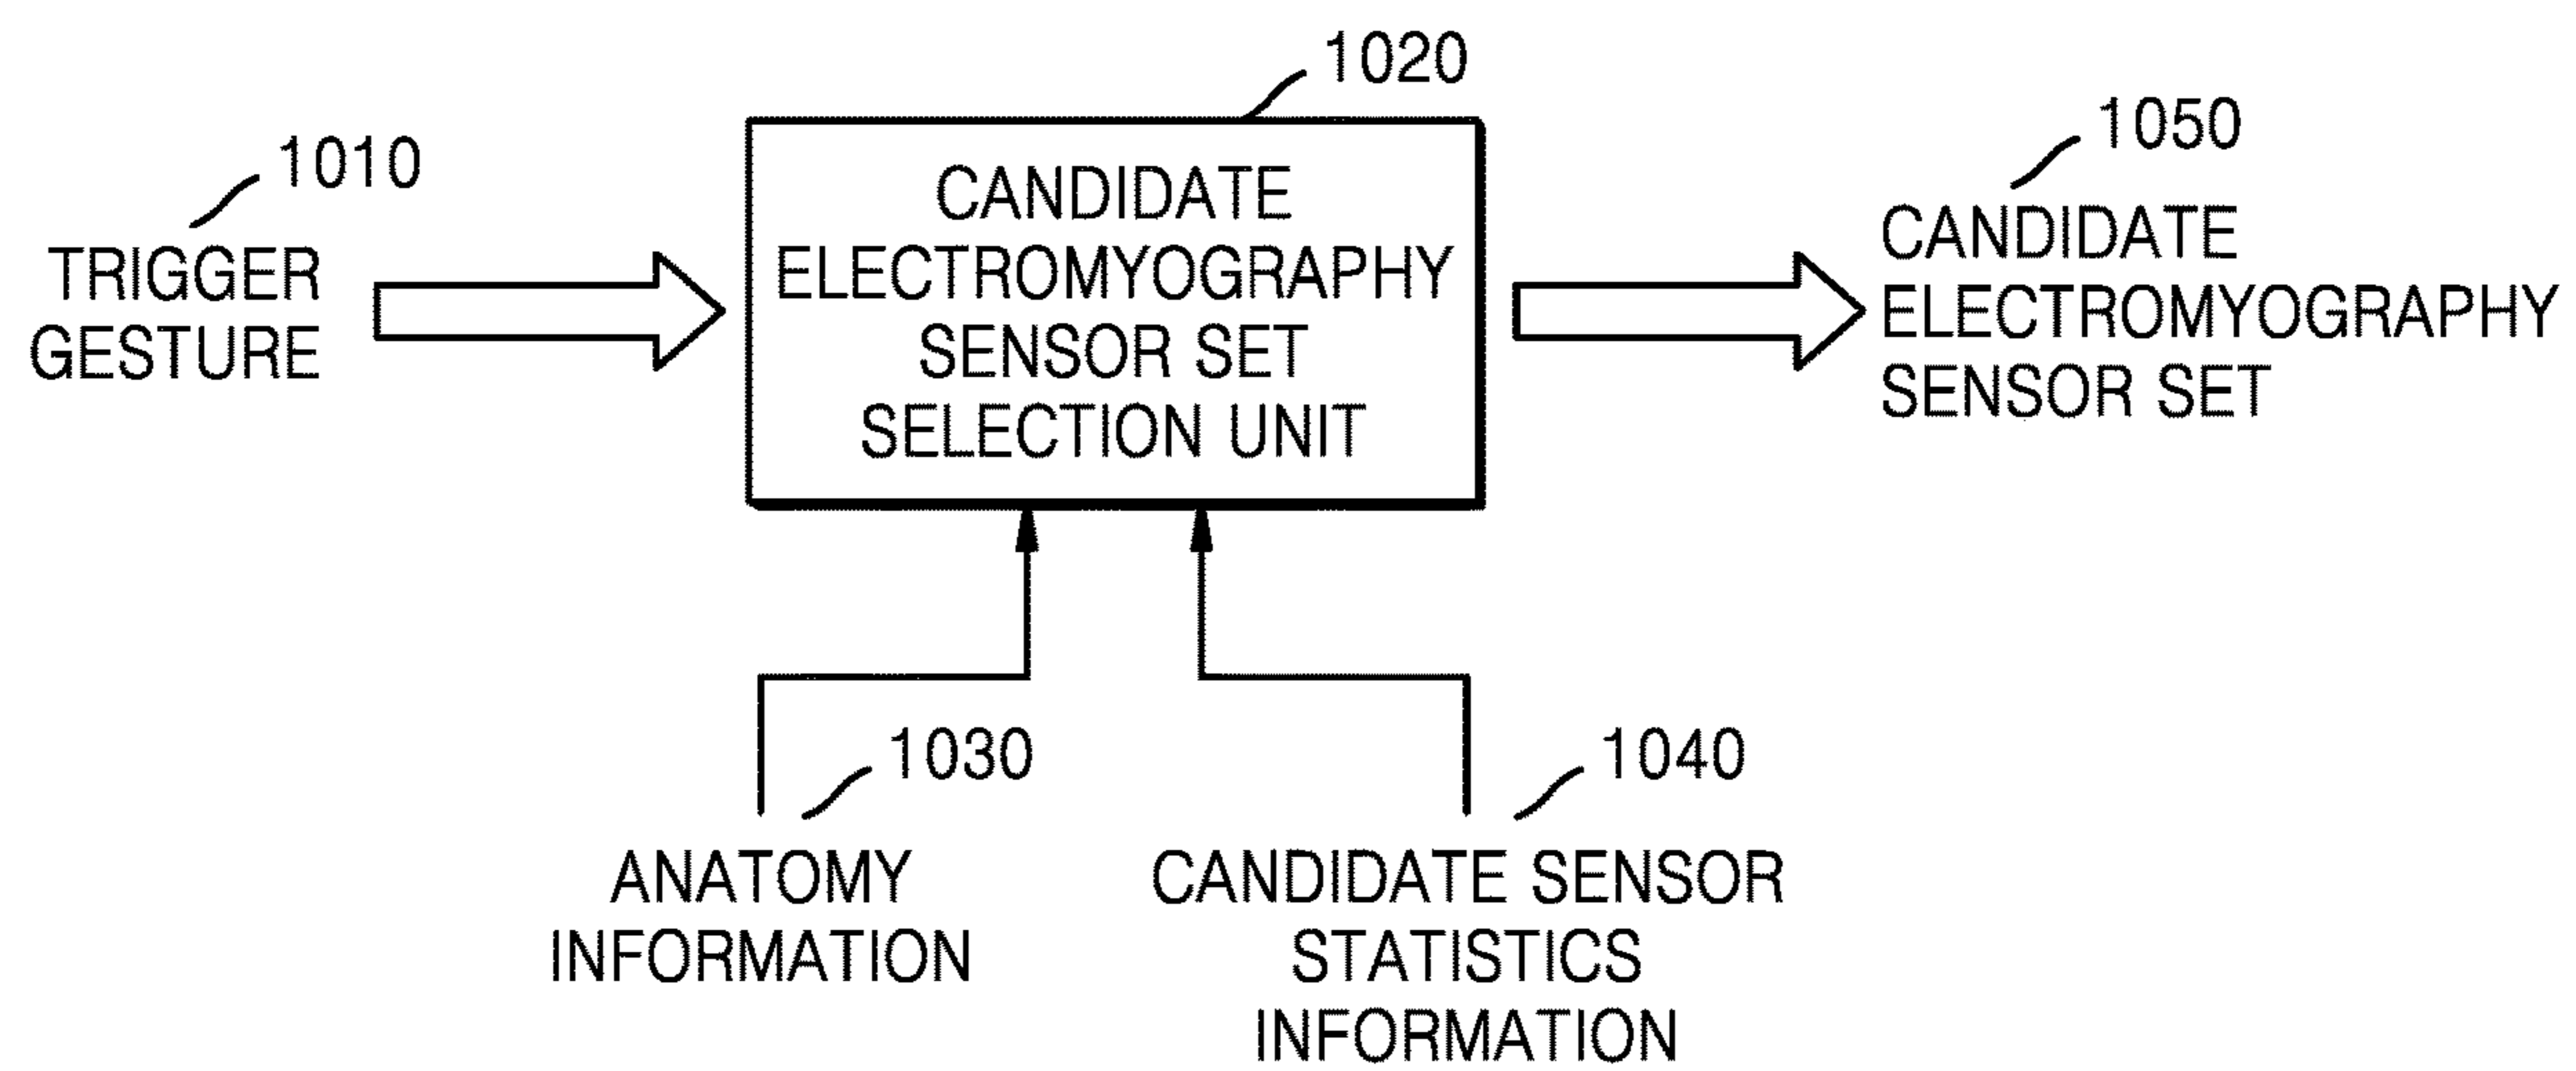 1010
TRIGGER
GESTURE
1020
CANDIDATE
ELECTROMYOGRAPHY
SENSOR SET
SELECTION UNIT
1050
CANDIDATE
ELECTROMYOGRAPHY
SENSOR SET
1030
ANATOMY
INFORMATION
1040
CANDIDATE SENSOR
STATISTICS
INFORMATION